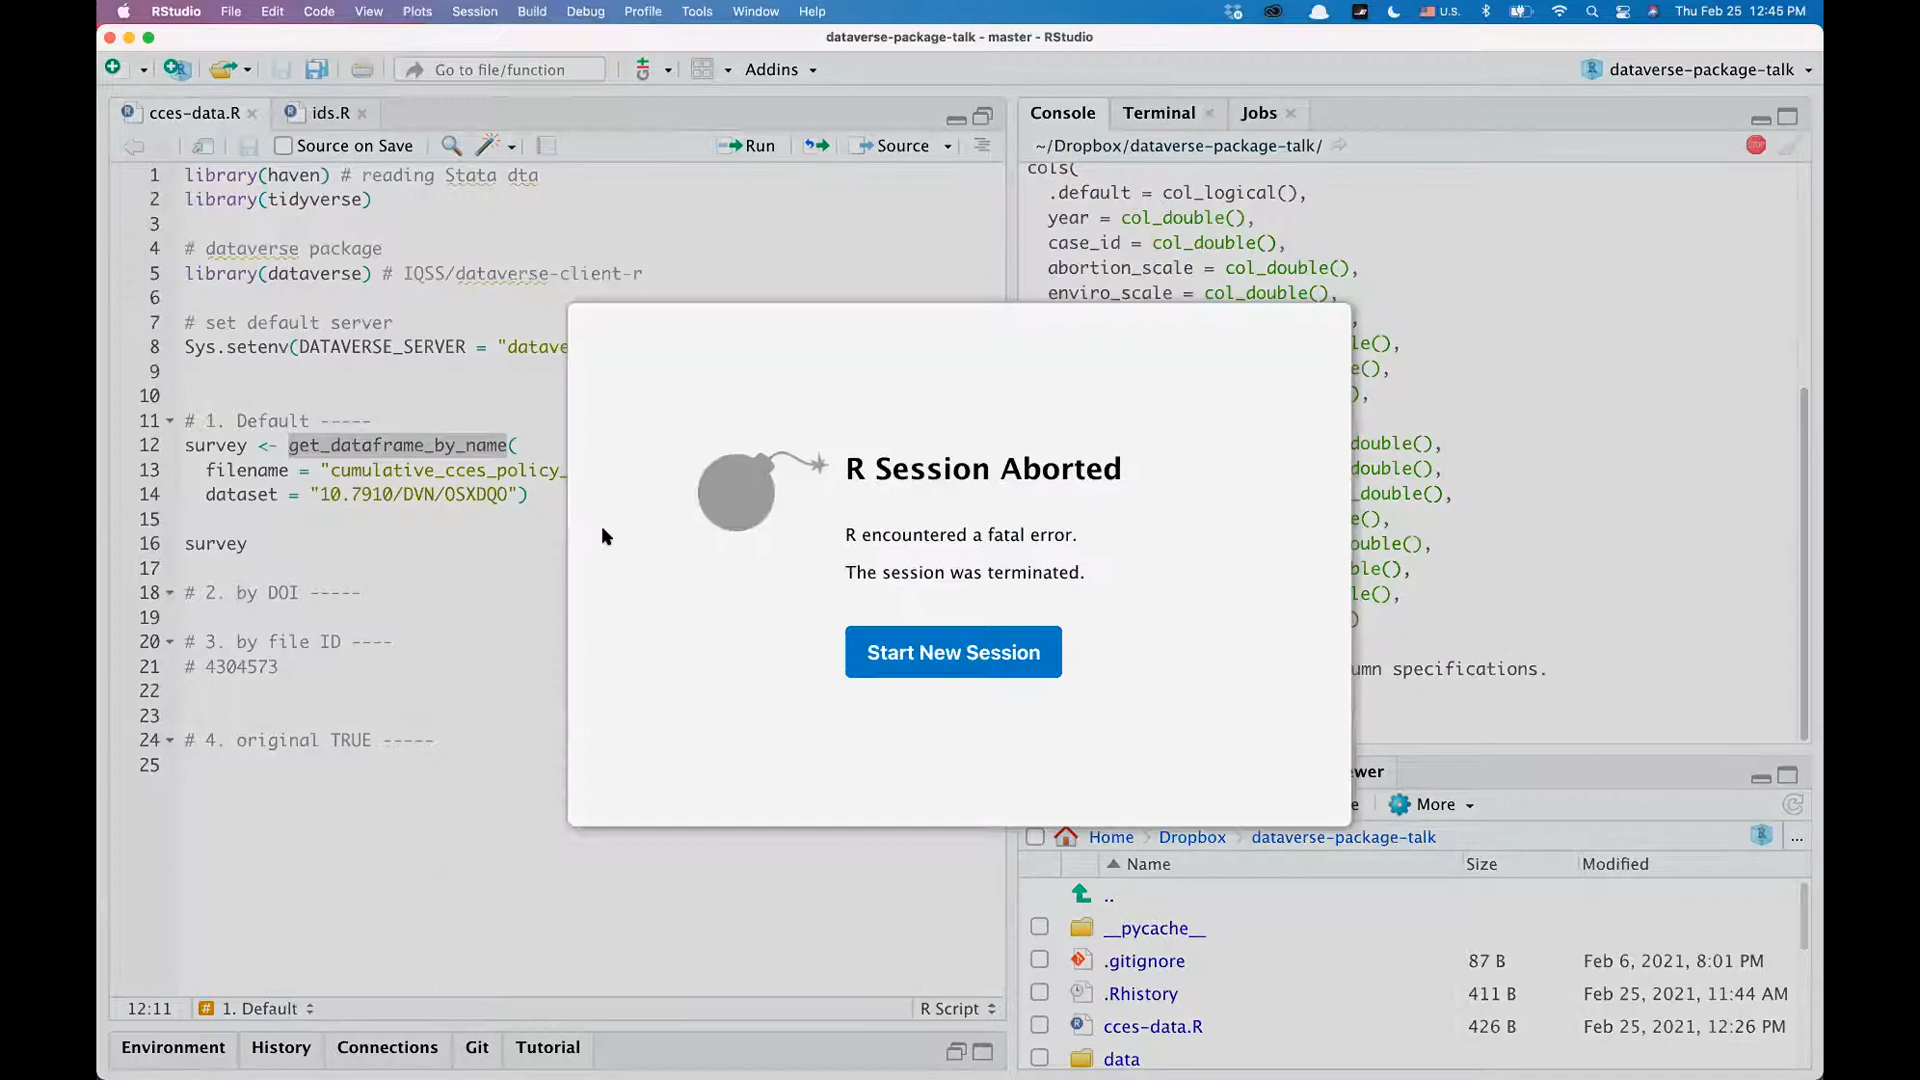 RStudio File Edit Code View Plots Session Build Debug Profile Tools Window Help U.S. Thu Feb 25 12:45 PM
dataverse-package-talk - master - RStudio
Go to file/function Addins dataverse-package-talk
cces-data.R ids.R
Source on Save Run Source
1 library(haven) # reading Stata dta
2 library(tidyverse)
3
4 # dataverse package
5 library(dataverse) # IQSS/dataverse-client-r
6
7 # set default server
8 Sys.setenv(DATAVERSE_SERVER = "datave
9
10
11 # 1. Default -----
12 survey <- get_dataframe_by_name(
13 filename = "cumulative_cces_policy_
14 dataset = "10.7910/DVN/OSXDQO")
15
16 survey
17
18 # 2. by DOI -----
19
20 # 3. by file ID ----
21 # 4304573
22
23
24 # 4. original TRUE -----
25
12:11 # 1. Default R Script
Environment History Connections Git Tutorial
Console Terminal Jobs
~/Dropbox/dataverse-package-talk/ STOP
cols(
.default = col_logical(),
year = col_double(),
case_id = col_double(),
abortion_scale = col_double(),
enviro_scale = col_double(),
,
le(),
e(),
),
double(),
_double(),
_double(),
e(),
ouble(),
e(),
e(),
)
umn specifications.
R Session Aborted
R encountered a fatal error.
The session was terminated.
Start New Session
ewer
e More
Home Dropbox dataverse-package-talk ...
Name Size Modified
..
__pycache__
.gitignore 87 B Feb 6, 2021, 8:01 PM
.Rhistory 411 B Feb 25, 2021, 11:44 AM
cces-data.R 426 B Feb 25, 2021, 12:26 PM
data